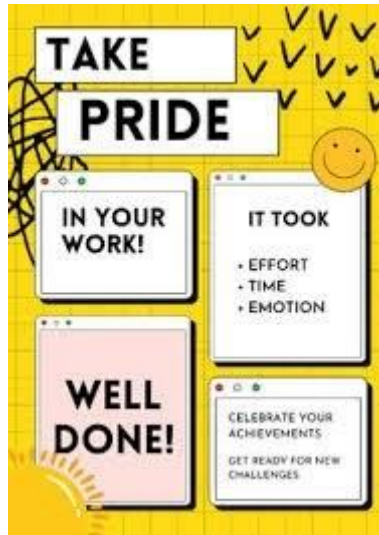 TAKE
PRIDE
IN YOUR
WORK!
IT TOOK
• EFFORT
• TIME
• EMOTION
WELL
DONE!
CELEBRATE YOUR
ACHIEVEMENTS
GET READY FOR NEW
CHALLENGES